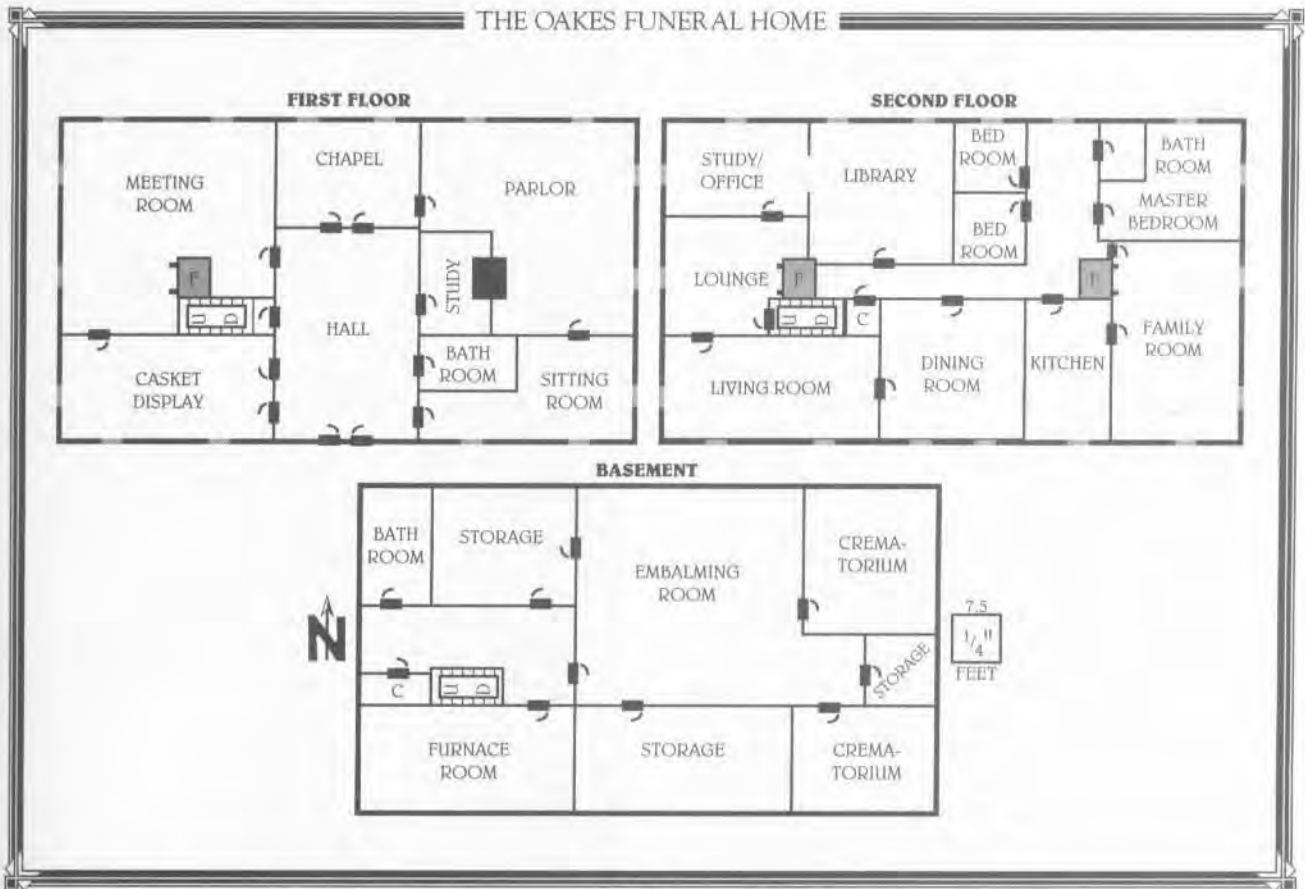 THE OAKES FUNERAL HOME
FIRST FLOOR
MEETING
ROOM
CHAPEL
PARLOR
F
U D
STUDY
HALL
CASKET
DISPLAY
BATH
ROOM
SITTING
ROOM
SECOND FLOOR
STUDY/
OFFICE
LIBRARY
BED
ROOM
BED
ROOM
BATH
ROOM
MASTER
BEDROOM
LOUNGE
F
F
U D
C
LIVING ROOM
DINING
ROOM
KITCHEN
FAMILY
ROOM
BASEMENT
BATH
ROOM
STORAGE
EMBALMING
ROOM
CREMA-
TORIUM
N
C
U D
STORAGE
7.5
1/4"
FEET
FURNACE
ROOM
STORAGE
CREMA-
TORIUM